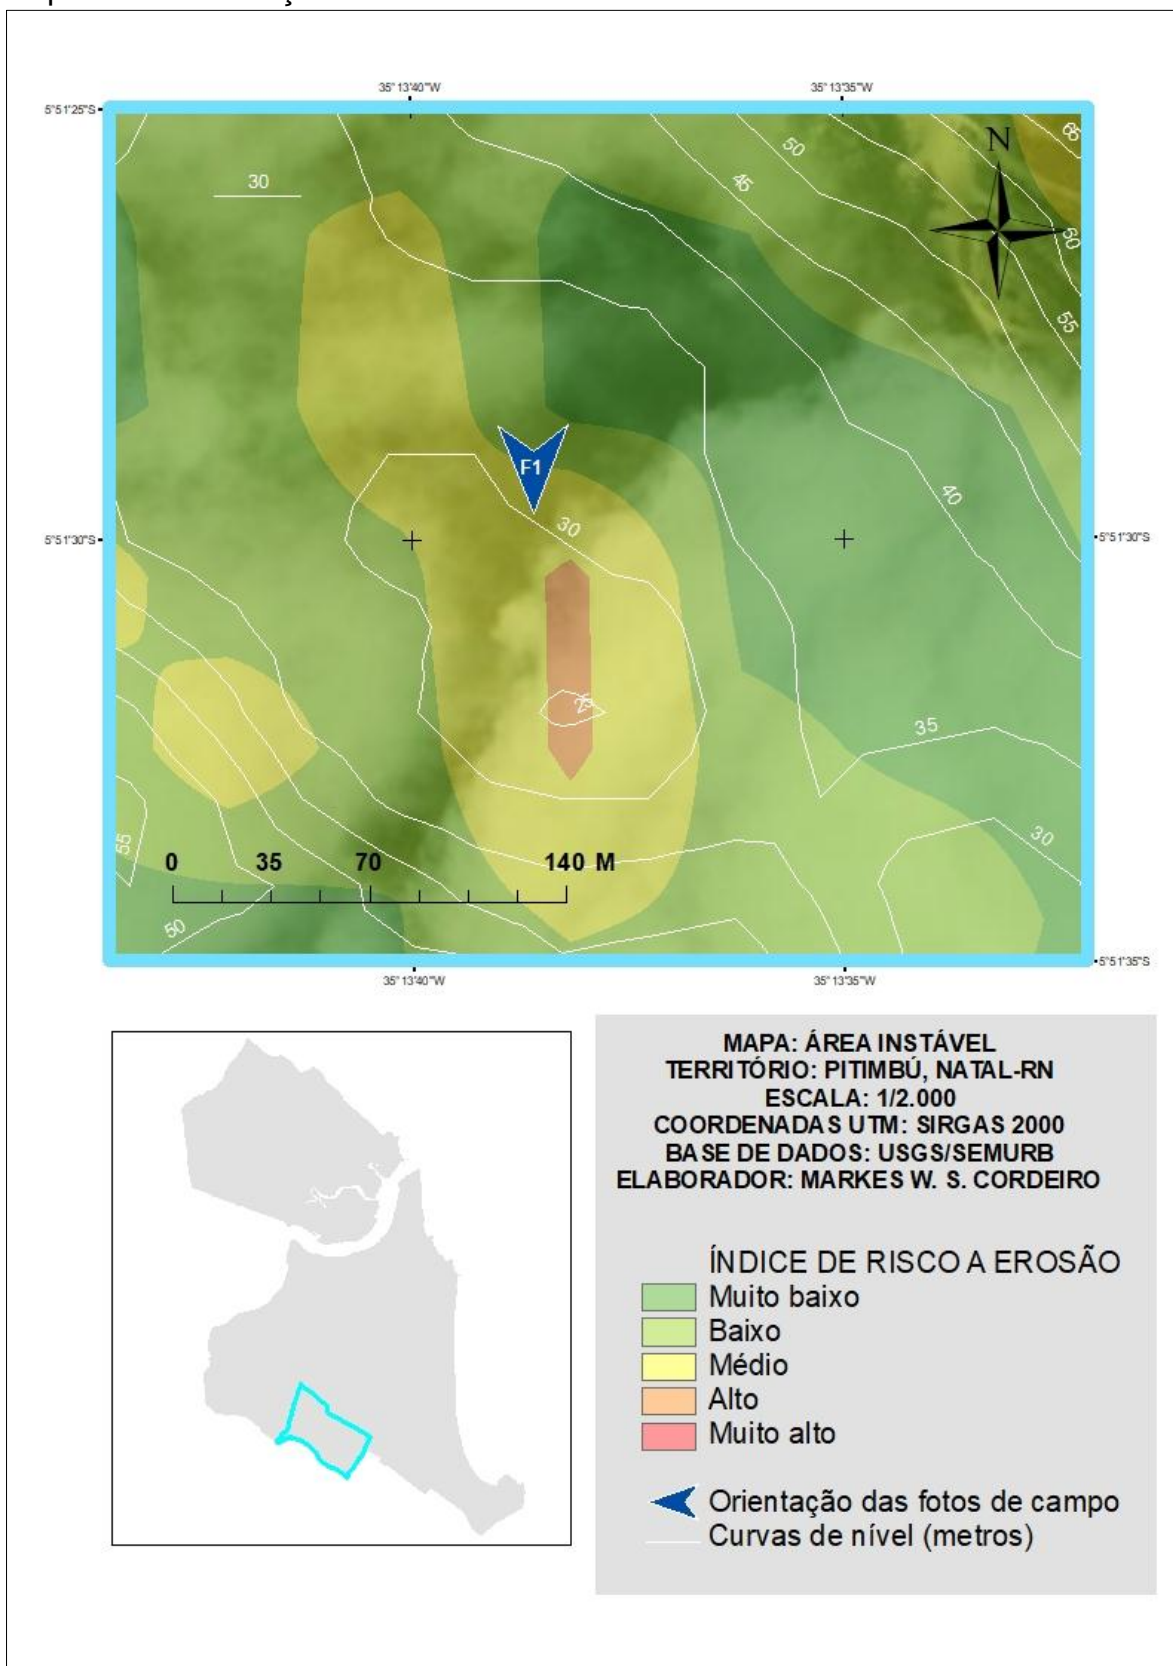 35°13'40"W
35°13'35"W
5°51'25"S
N
65
50
45
30
60
55
40
F1
30
5°51'30"S
5°51'30"S
25
35
30
55
0 35 70 140 M
50
5°51'35"S
35°13'40"W
35°13'35"W
MAPA: ÁREA INSTÁVEL
TERRITÓRIO: PITIMBÚ, NATAL-RN
ESCALA: 1/2.000
COORDENADAS UTM: SIRGAS 2000
BASE DE DADOS: USGS/SEMURB
ELABORADOR: MARKES W. S. CORDEIRO
ÍNDICE DE RISCO A EROSÃO
Muito baixo
Baixo
Médio
Alto
Muito alto
Orientação das fotos de campo
Curvas de nível (metros)